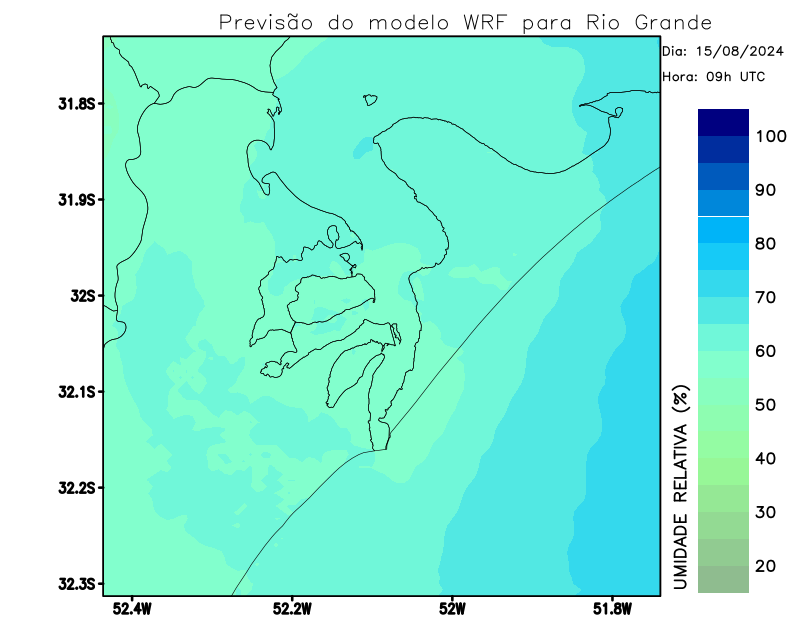 Previsão do modelo WRF para Rio Grande
Dia: 15/08/2024
Hora: 09h UTC
31.8S
31.9S
32S
32.1S
32.2S
32.3S
52.4W
52.2W
52W
51.8W
100
90
80
70
60
50
40
30
20
UMIDADE RELATIVA (%)